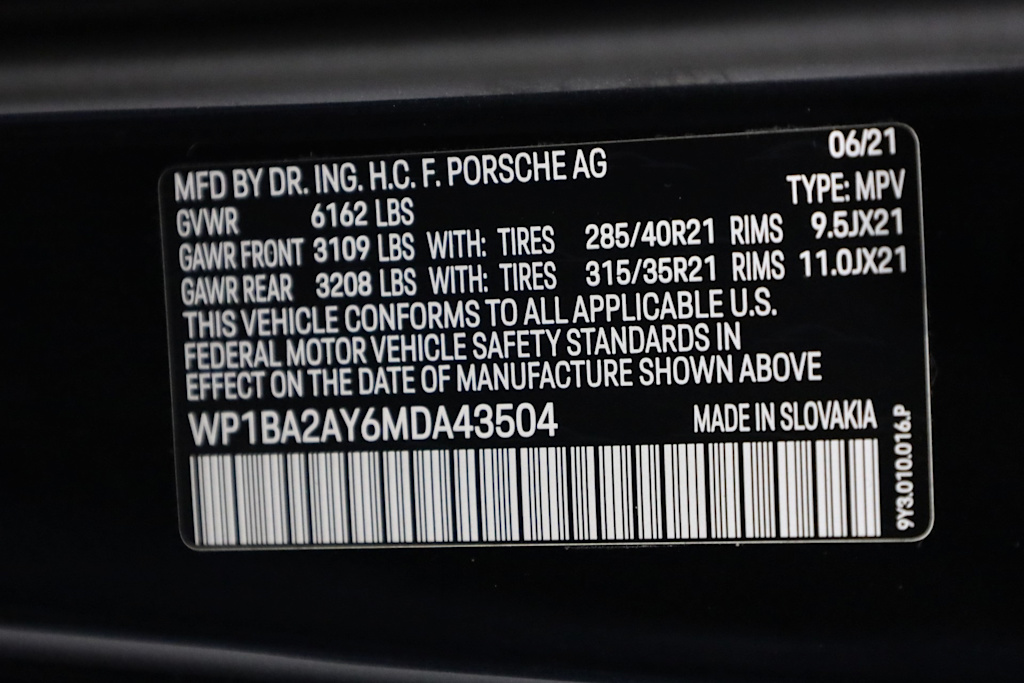 06/21
MFD BY DR. ING. H.C. F. PORSCHE AG
TYPE: MPV
GVWR 6162 LBS
GAWR FRONT 3109 LBS WITH: TIRES 285/40R21 RIMS 9.5JX21
GAWR REAR 3208 LBS WITH: TIRES 315/35R21 RIMS 11.0JX21
THIS VEHICLE CONFORMS TO ALL APPLICABLE U.S.
FEDERAL MOTOR VEHICLE SAFETY STANDARDS IN
EFFECT ON THE DATE OF MANUFACTURE SHOWN ABOVE
WP1BA2AY6MDA43504 MADE IN SLOVAKIA
9Y3.010.016.P